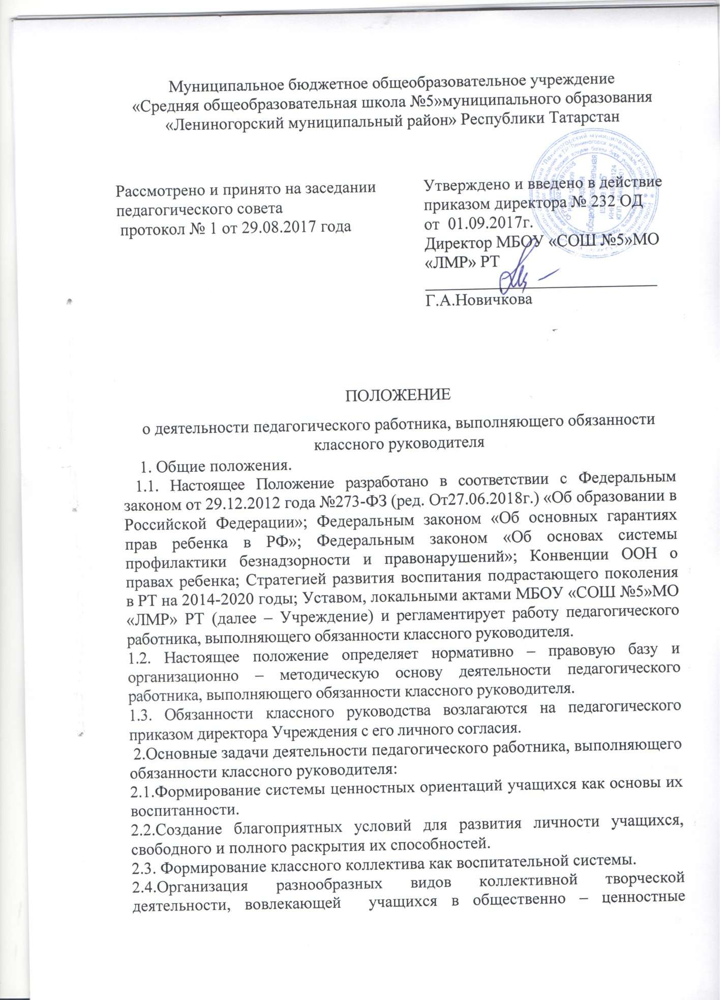 Муниципальное бюджетное общеобразовательное учреждение
«Средняя общеобразовательная школа №5»муниципального образования
«Лениногорский муниципальный район» Республики Татарстан
Рассмотрено и принято на заседании
педагогического совета
протокол № 1 от 29.08.2017 года
Утверждено и введено в действие
приказом директора № 232 ОД
от 01.09.2017г.
Директор МБОУ «СОШ №5»МО
«ЛМР» РТ
Г.А.Новичкова
ПОЛОЖЕНИЕ
о деятельности педагогического работника, выполняющего обязанности
классного руководителя
1. Общие положения.
1.1. Настоящее Положение разработано в соответствии с Федеральным
законом от 29.12.2012 года №273-ФЗ (ред. От27.06.2018г.) «Об образовании в
Российской Федерации»; Федеральным законом «Об основных гарантиях
прав ребенка в РФ»; Федеральным законом «Об основах системы
профилактики безнадзорности и правонарушений»; Конвенции ООН о
правах ребенка; Стратегией развития воспитания подрастающего поколения
в РТ на 2014-2020 годы; Уставом, локальными актами МБОУ «СОШ №5»МО
«ЛМР» РТ (далее – Учреждение) и регламентирует работу педагогического
работника, выполняющего обязанности классного руководителя.
1.2. Настоящее положение определяет нормативно – правовую базу и
организационно – методическую основу деятельности педагогического
работника, выполняющего обязанности классного руководителя.
1.3. Обязанности классного руководства возлагаются на педагогического
приказом директора Учреждения с его личного согласия.
2.Основные задачи деятельности педагогического работника, выполняющего
обязанности классного руководителя:
2.1.Формирование системы ценностных ориентаций учащихся как основы их
воспитанности.
2.2.Создание благоприятных условий для развития личности учащихся,
свободного и полного раскрытия их способностей.
2.3. Формирование классного коллектива как воспитательной системы.
2.4.Организация разнообразных видов коллективной творческой
деятельности, вовлекающей учащихся в общественно – ценностные